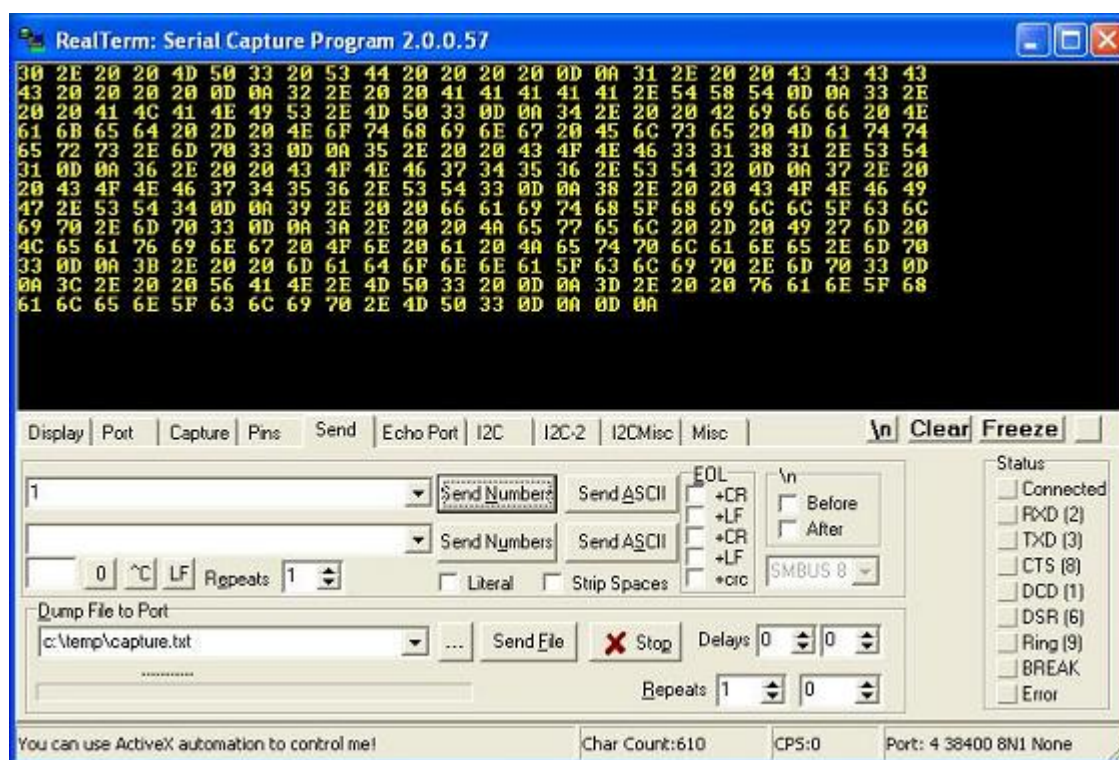 RealTerm: Serial Capture Program 2.0.0.57
30 2E 20 20 4D 50 33 20 53 44 20 20 20 20 0D 0A 31 2E 20 20 43 43 43 43
43 20 20 20 20 0D 0A 32 2E 20 20 41 41 41 41 41 2E 54 58 54 0D 0A 33 2E
20 20 41 4C 41 4E 49 53 2E 4D 50 33 0D 0A 34 2E 20 20 42 69 66 66 20 4E
61 6B 65 64 20 2D 20 4E 6F 74 68 69 6E 67 20 45 6C 73 65 20 4D 61 74 74
65 72 73 2E 6D 70 33 0D 0A 35 2E 20 20 43 4F 4E 46 33 31 38 31 2E 53 54
31 0D 0A 36 2E 20 20 43 4F 4E 46 37 34 35 36 2E 53 54 32 0D 0A 37 2E 20
20 43 4F 4E 46 37 34 35 36 2E 53 54 33 0D 0A 38 2E 20 20 43 4F 4E 46 49
47 2E 53 54 34 0D 0A 39 2E 20 20 66 61 69 74 68 5F 68 69 6C 6C 5F 63 6C
69 70 2E 6D 70 33 0D 0A 3A 2E 20 20 4A 65 77 65 6C 20 2D 20 49 27 6D 20
4C 65 61 76 69 6E 67 20 4F 6E 20 61 20 4A 65 74 70 6C 61 6E 65 2E 6D 70
33 0D 0A 3B 2E 20 20 6D 61 64 6F 6E 6E 61 5F 63 6C 69 70 2E 6D 70 33 0D
0A 3C 2E 20 20 56 41 4E 2E 4D 50 33 20 0D 0A 3D 2E 20 20 76 61 6E 5F 68
61 6C 65 6E 5F 63 6C 69 70 2E 4D 50 33 0D 0A 0D 0A
Display Port Capture Pins Send Echo Port I2C I2C-2 I2CMisc Misc \n Clear Freeze
1 Send Numbers Send ASCII
Send Numbers Send ASCII
0 ^C LF Repeats 1 Literal Strip Spaces
EOL
+CR
+LF
+CR
+LF
+crc
\n
Before
After
SMBUS 8
Dump File to Port
c:\temp\capture.txt ... Send File Stop Delays 0 0
Repeats 1 0
Status
Connected
RXD (2)
TXD (3)
CTS (8)
DCD (1)
DSR (6)
Ring (9)
BREAK
Error
You can use ActiveX automation to control me! Char Count:610 CPS:0 Port: 4 38400 8N1 None